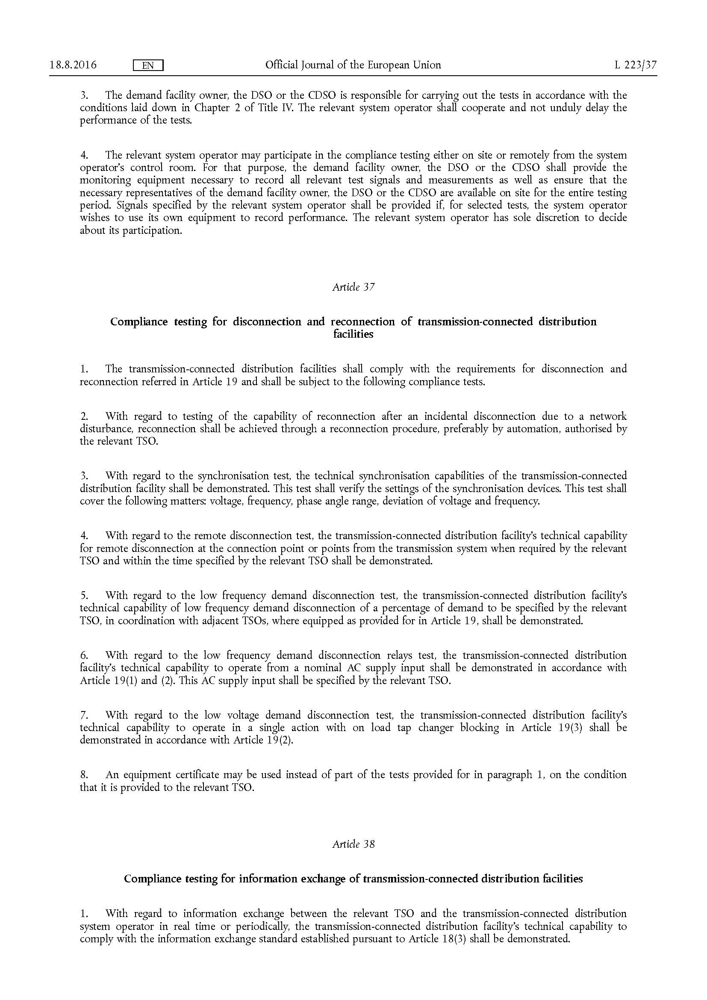 18.8.2016 EN Official Journal of the European Union L 223/37
3. The demand facility owner, the DSO or the CDSO is responsible for carrying out the tests in accordance with the
conditions laid down in Chapter 2 of Title IV. The relevant system operator shall cooperate and not unduly delay the
performance of the tests.
4. The relevant system operator may participate in the compliance testing either on site or remotely from the system
operator's control room. For that purpose, the demand facility owner, the DSO or the CDSO shall provide the
monitoring equipment necessary to record all relevant test signals and measurements as well as ensure that the
necessary representatives of the demand facility owner, the DSO or the CDSO are available on site for the entire testing
period. Signals specified by the relevant system operator shall be provided if, for selected tests, the system operator
wishes to use its own equipment to record performance. The relevant system operator has sole discretion to decide
about its participation.
Article 37
Compliance testing for disconnection and reconnection of transmission-connected distribution
facilities
1. The transmission-connected distribution facilities shall comply with the requirements for disconnection and
reconnection referred in Article 19 and shall be subject to the following compliance tests.
2. With regard to testing of the capability of reconnection after an incidental disconnection due to a network
disturbance, reconnection shall be achieved through a reconnection procedure, preferably by automation, authorised by
the relevant TSO.
3. With regard to the synchronisation test, the technical synchronisation capabilities of the transmission-connected
distribution facility shall be demonstrated. This test shall verify the settings of the synchronisation devices. This test shall
cover the following matters: voltage, frequency, phase angle range, deviation of voltage and frequency.
4. With regard to the remote disconnection test, the transmission-connected distribution facility's technical capability
for remote disconnection at the connection point or points from the transmission system when required by the relevant
TSO and within the time specified by the relevant TSO shall be demonstrated.
5. With regard to the low frequency demand disconnection test, the transmission-connected distribution facility's
technical capability of low frequency demand disconnection of a percentage of demand to be specified by the relevant
TSO, in coordination with adjacent TSOs, where equipped as provided for in Article 19, shall be demonstrated.
6. With regard to the low frequency demand disconnection relays test, the transmission-connected distribution
facility's technical capability to operate from a nominal AC supply input shall be demonstrated in accordance with
Article 19(1) and (2). This AC supply input shall be specified by the relevant TSO.
7. With regard to the low voltage demand disconnection test, the transmission-connected distribution facility's
technical capability to operate in a single action with on load tap changer blocking in Article 19(3) shall be
demonstrated in accordance with Article 19(2).
8. An equipment certificate may be used instead of part of the tests provided for in paragraph 1, on the condition
that it is provided to the relevant TSO.
Article 38
Compliance testing for information exchange of transmission-connected distribution facilities
1. With regard to information exchange between the relevant TSO and the transmission-connected distribution
system operator in real time or periodically, the transmission-connected distribution facility's technical capability to
comply with the information exchange standard established pursuant to Article 18(3) shall be demonstrated.